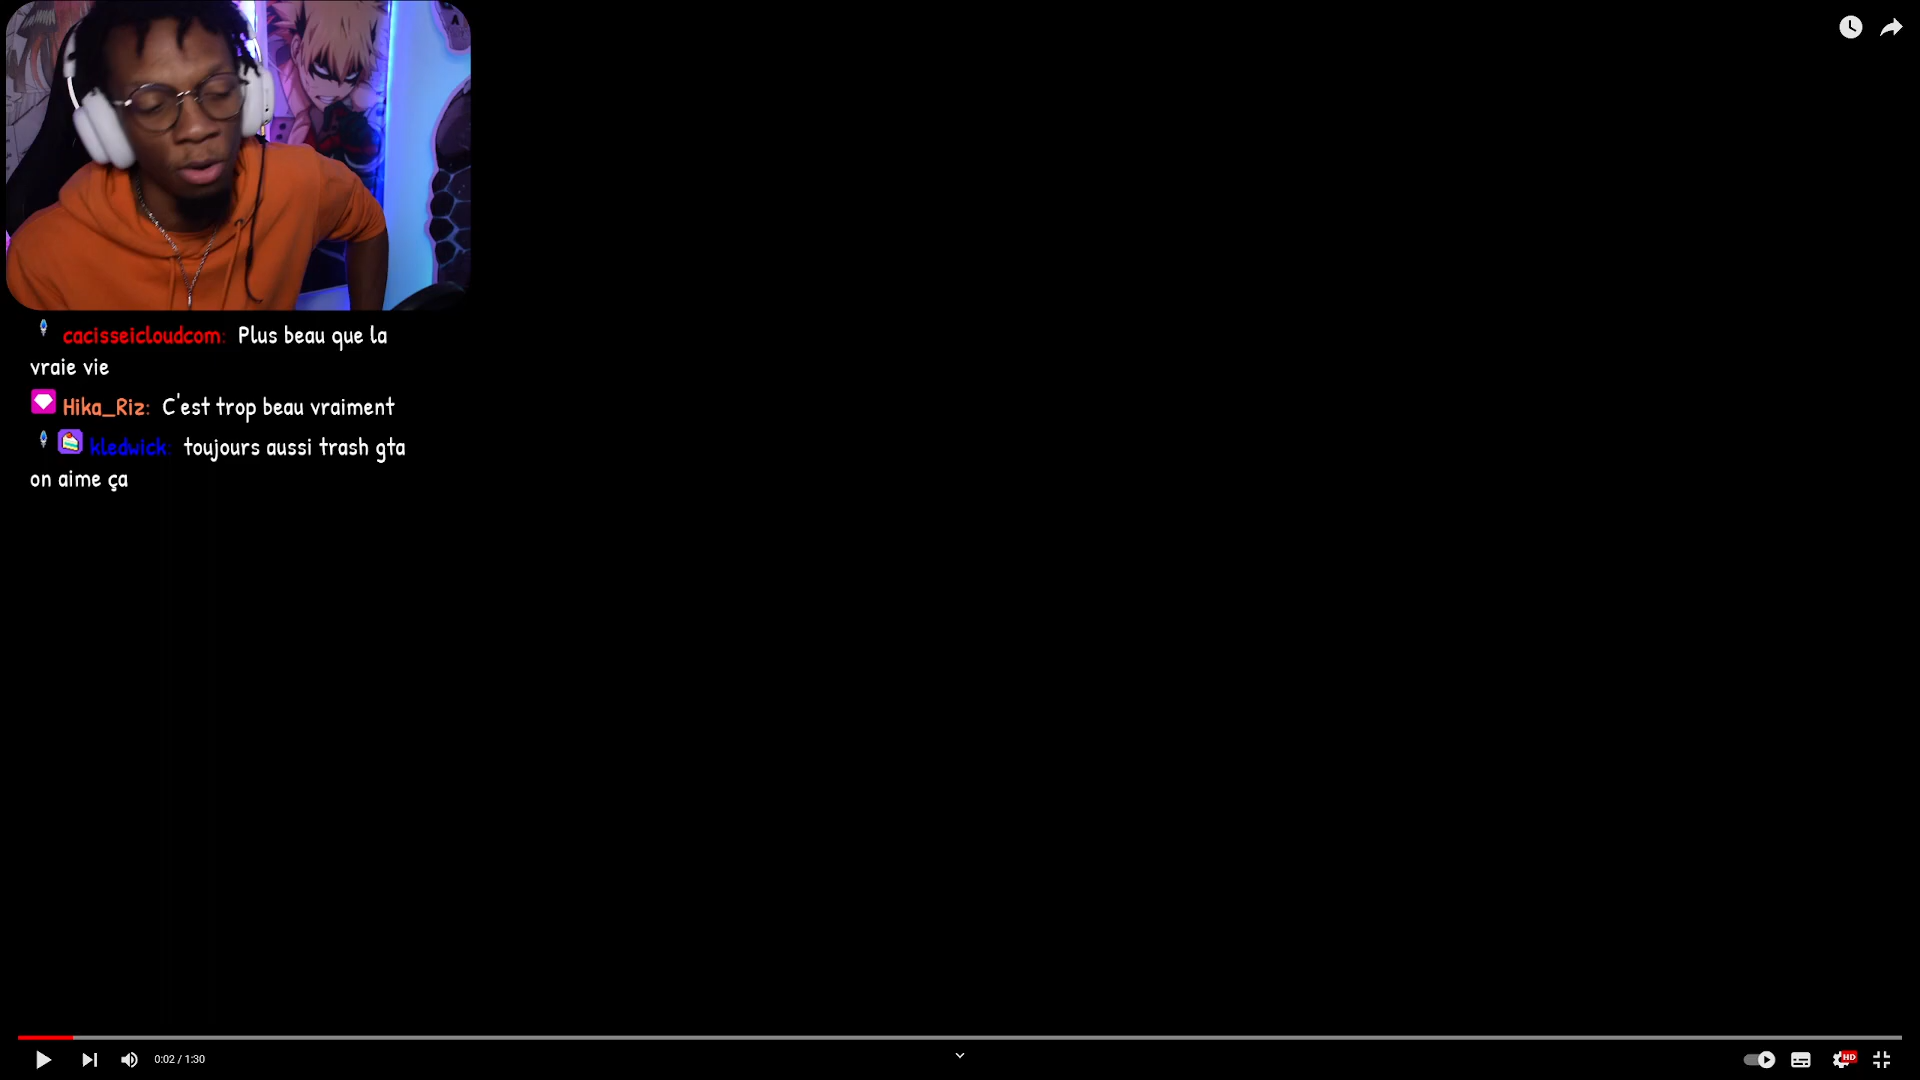 cacisseicloudcom: Plus beau que la
vraie vie
Hika_Riz: C'est trop beau vraiment
kledwick: toujours aussi trash gta
on aime ça
0:02 / 1:30
HD